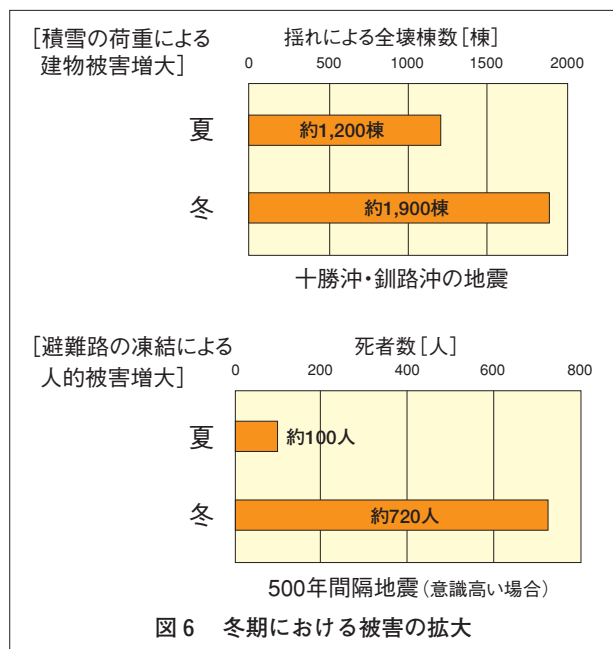 [積雪の荷重による
建物被害増大]
揺れによる全壊棟数[棟]
0 500 1000 1500 2000
夏
約1,200棟
冬
約1,900棟
十勝沖・釧路沖の地震
[避難路の凍結による
人的被害増大]
死者数[人]
0 200 400 600 800
夏
約100人
冬
約720人
500年間隔地震(意識高い場合)
図6 冬期における被害の拡大